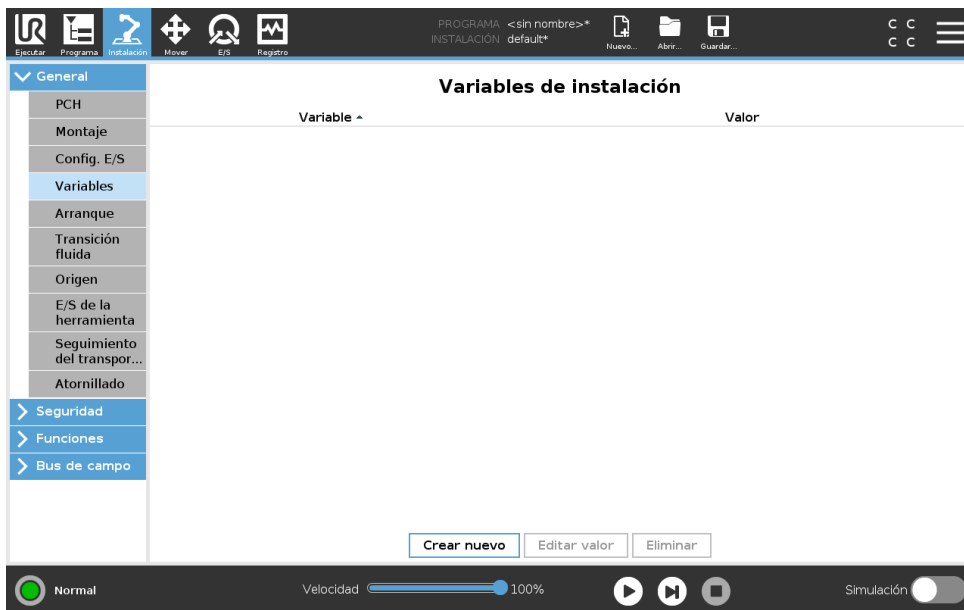 UR
PROGRAMA <sin nombre>*
INSTALACIÓN default*
Ejecutar Programa Instalación Mover E/S Registro Nuevo... Abrir... Guardar...
C C
C C
General
PCH
Montaje
Config. E/S
Variables
Arranque
Transición
fluida
Origen
E/S de la
herramienta
Seguimiento
del transpor...
Atornillado
Seguridad
Funciones
Bus de campo
Variables de instalación
Variable Valor
Crear nuevo Editar valor Eliminar
Normal Velocidad 100% Simulación